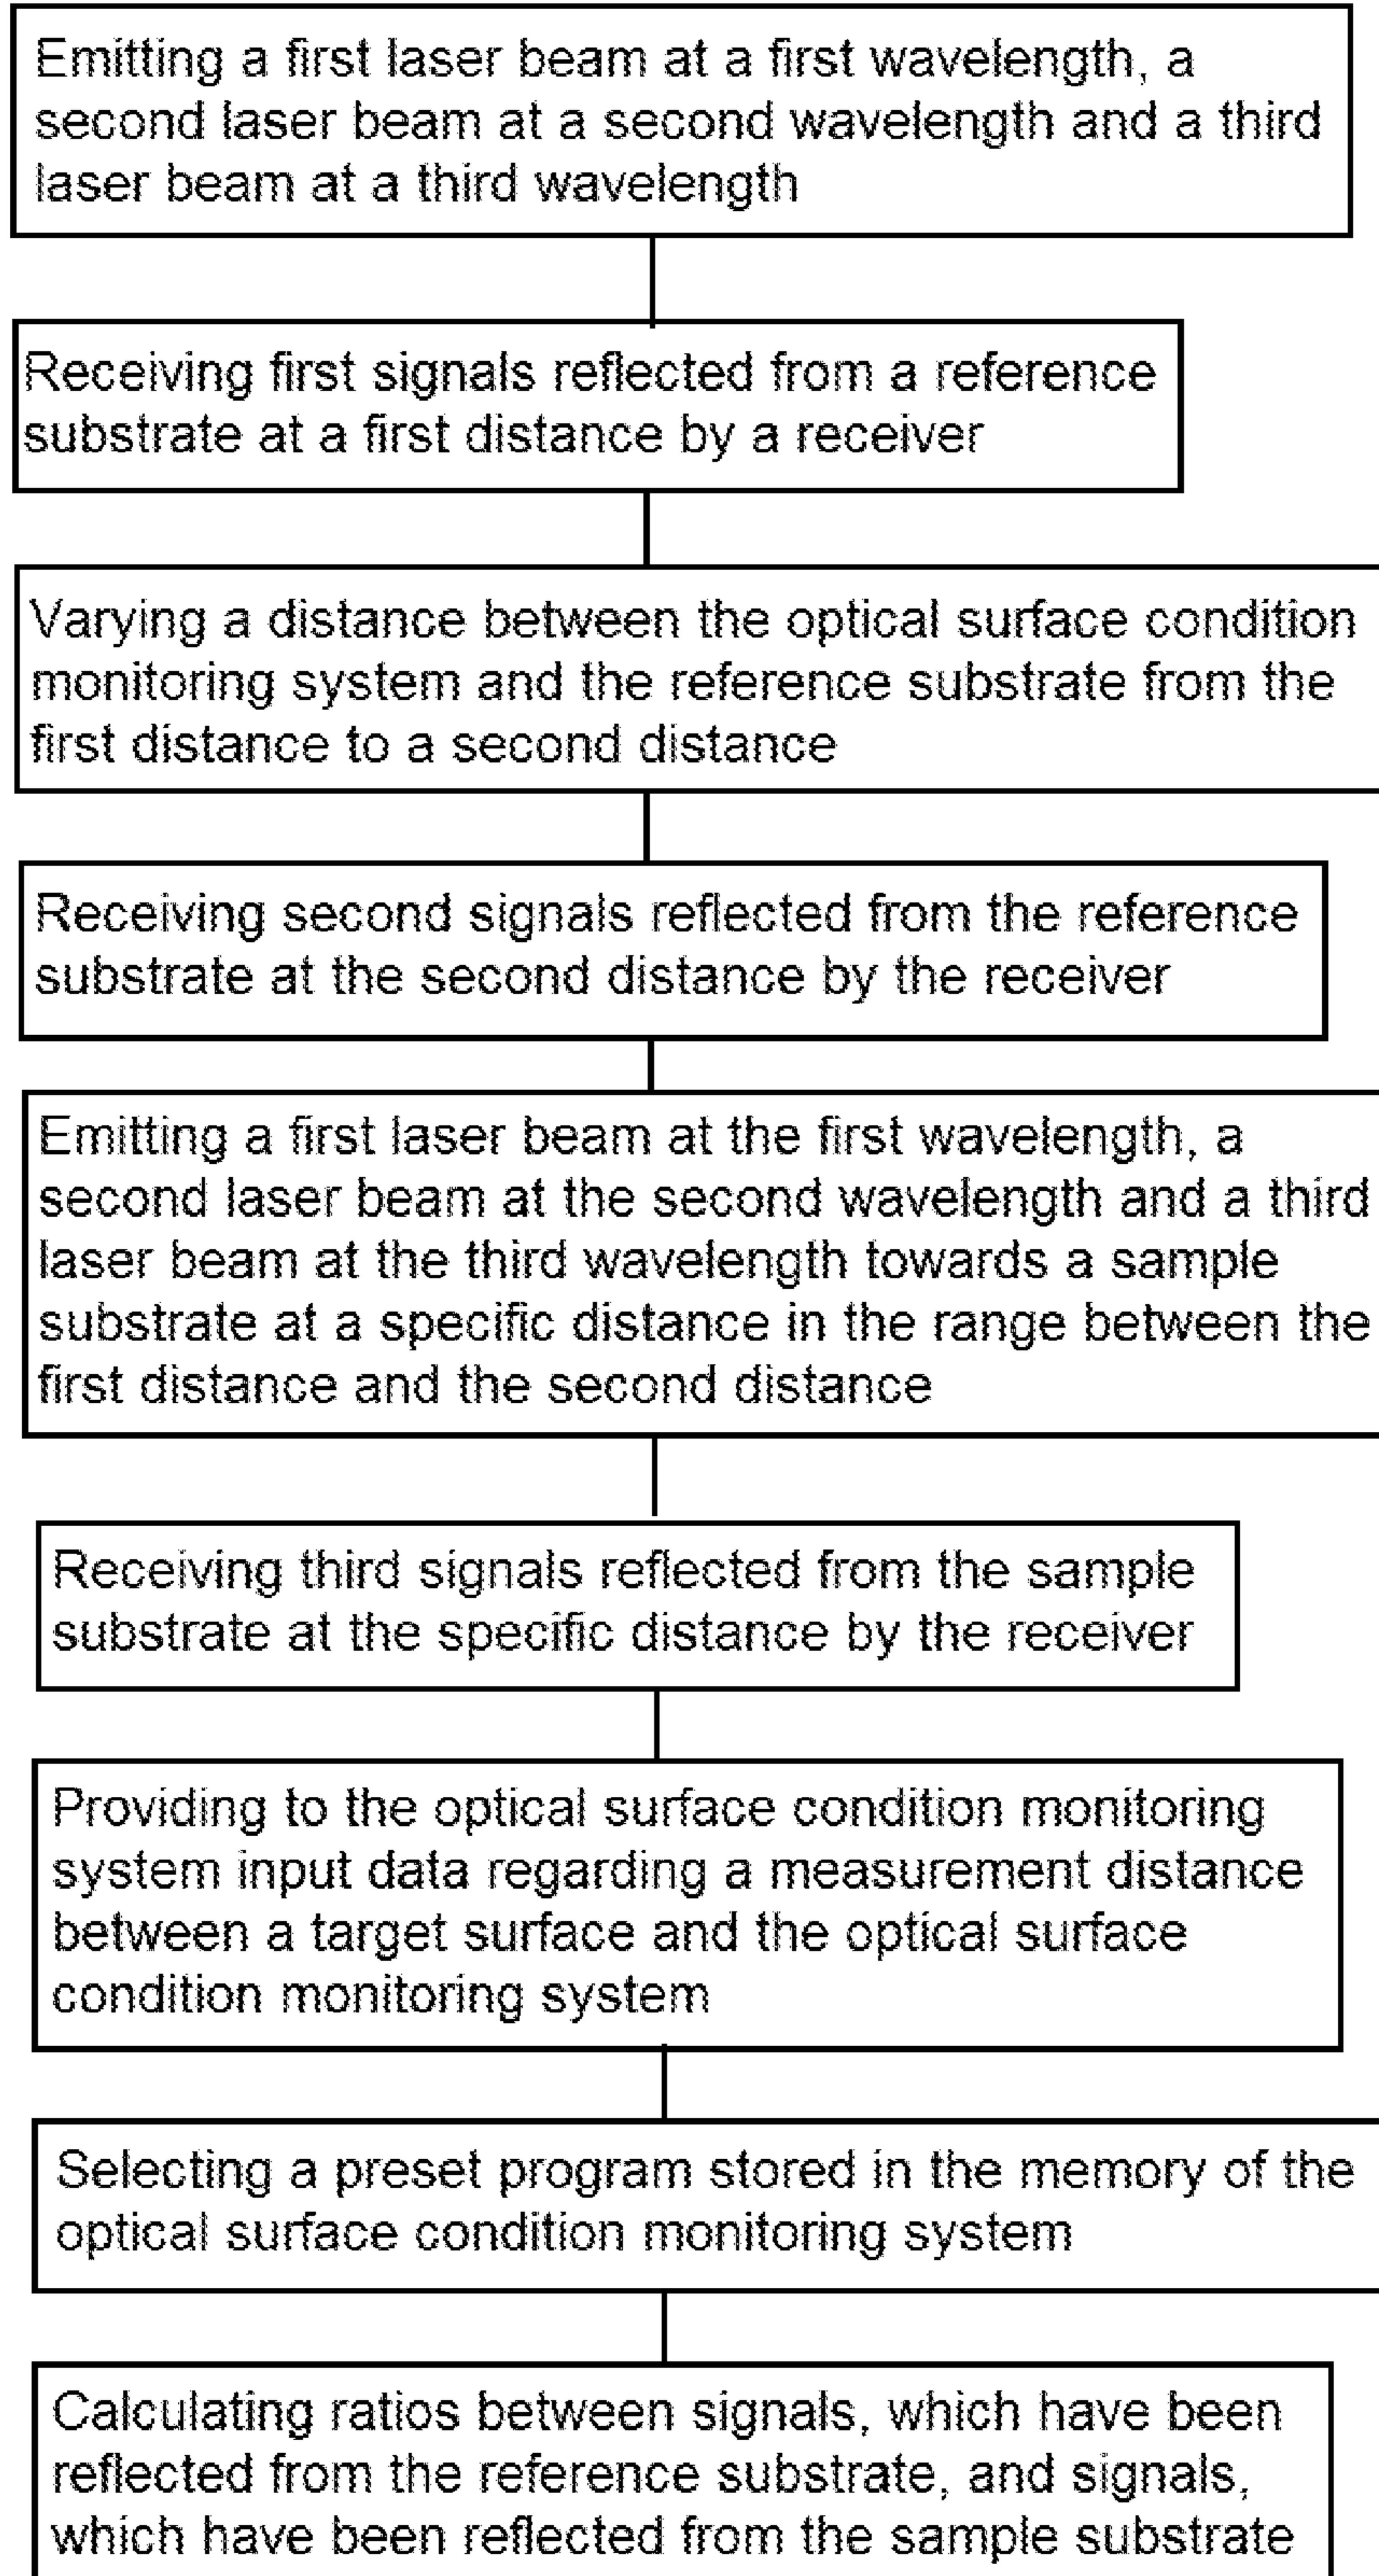 Emitting a first laser beam at a first wavelength, a
second laser beam at a second wavelength and a third
laser beam at a third wavelength
Receiving first signals reflected from a reference
substrate at a first distance by a receiver
Varying a distance between the optical surface condition
monitoring system and the reference substrate from the
first distance to a second distance
Receiving second signals reflected from the reference
substrate at the second distance by the receiver
Emitting a first laser beam at the first wavelength, a
second laser beam at the second wavelength and a third
laser beam at the third wavelength towards a sample
substrate at a specific distance in the range between the
first distance and the second distance
Receiving third signals reflected from the sample
substrate at the specific distance by the receiver
Providing to the optical surface condition monitoring
system input data regarding a measurement distance
between a target surface and the optical surface
condition monitoring system
Selecting a preset program stored in the memory of the
optical surface condition monitoring system
Calculating ratios between signals, which have been
reflected from the reference substrate, and signals,
which have been reflected from the sample substrate